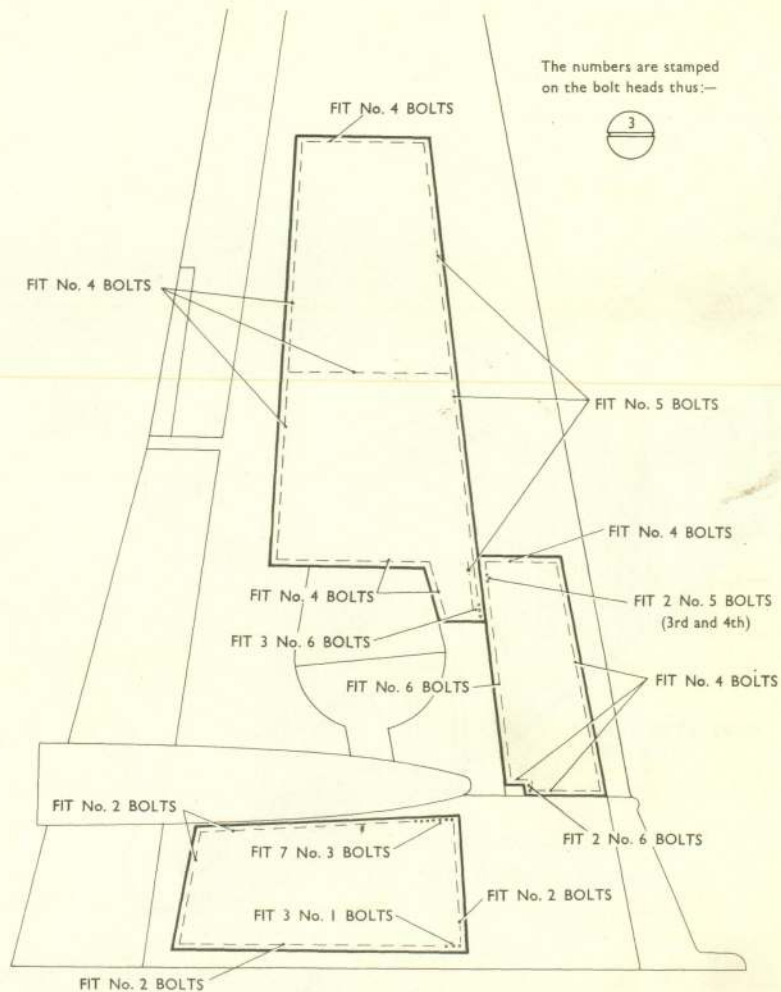 The numbers are stamped
on the bolt heads thus:—
3
FIT No. 4 BOLTS
FIT No. 4 BOLTS
FIT No. 5 BOLTS
FIT No. 4 BOLTS
FIT No. 4 BOLTS
FIT 2 No. 5 BOLTS
(3rd and 4th)
FIT 3 No. 6 BOLTS
FIT No. 6 BOLTS
FIT No. 4 BOLTS
FIT No. 2 BOLTS
FIT 2 No. 6 BOLTS
FIT 7 No. 3 BOLTS
FIT No. 2 BOLTS
FIT 3 No. 1 BOLTS
FIT No. 2 BOLTS